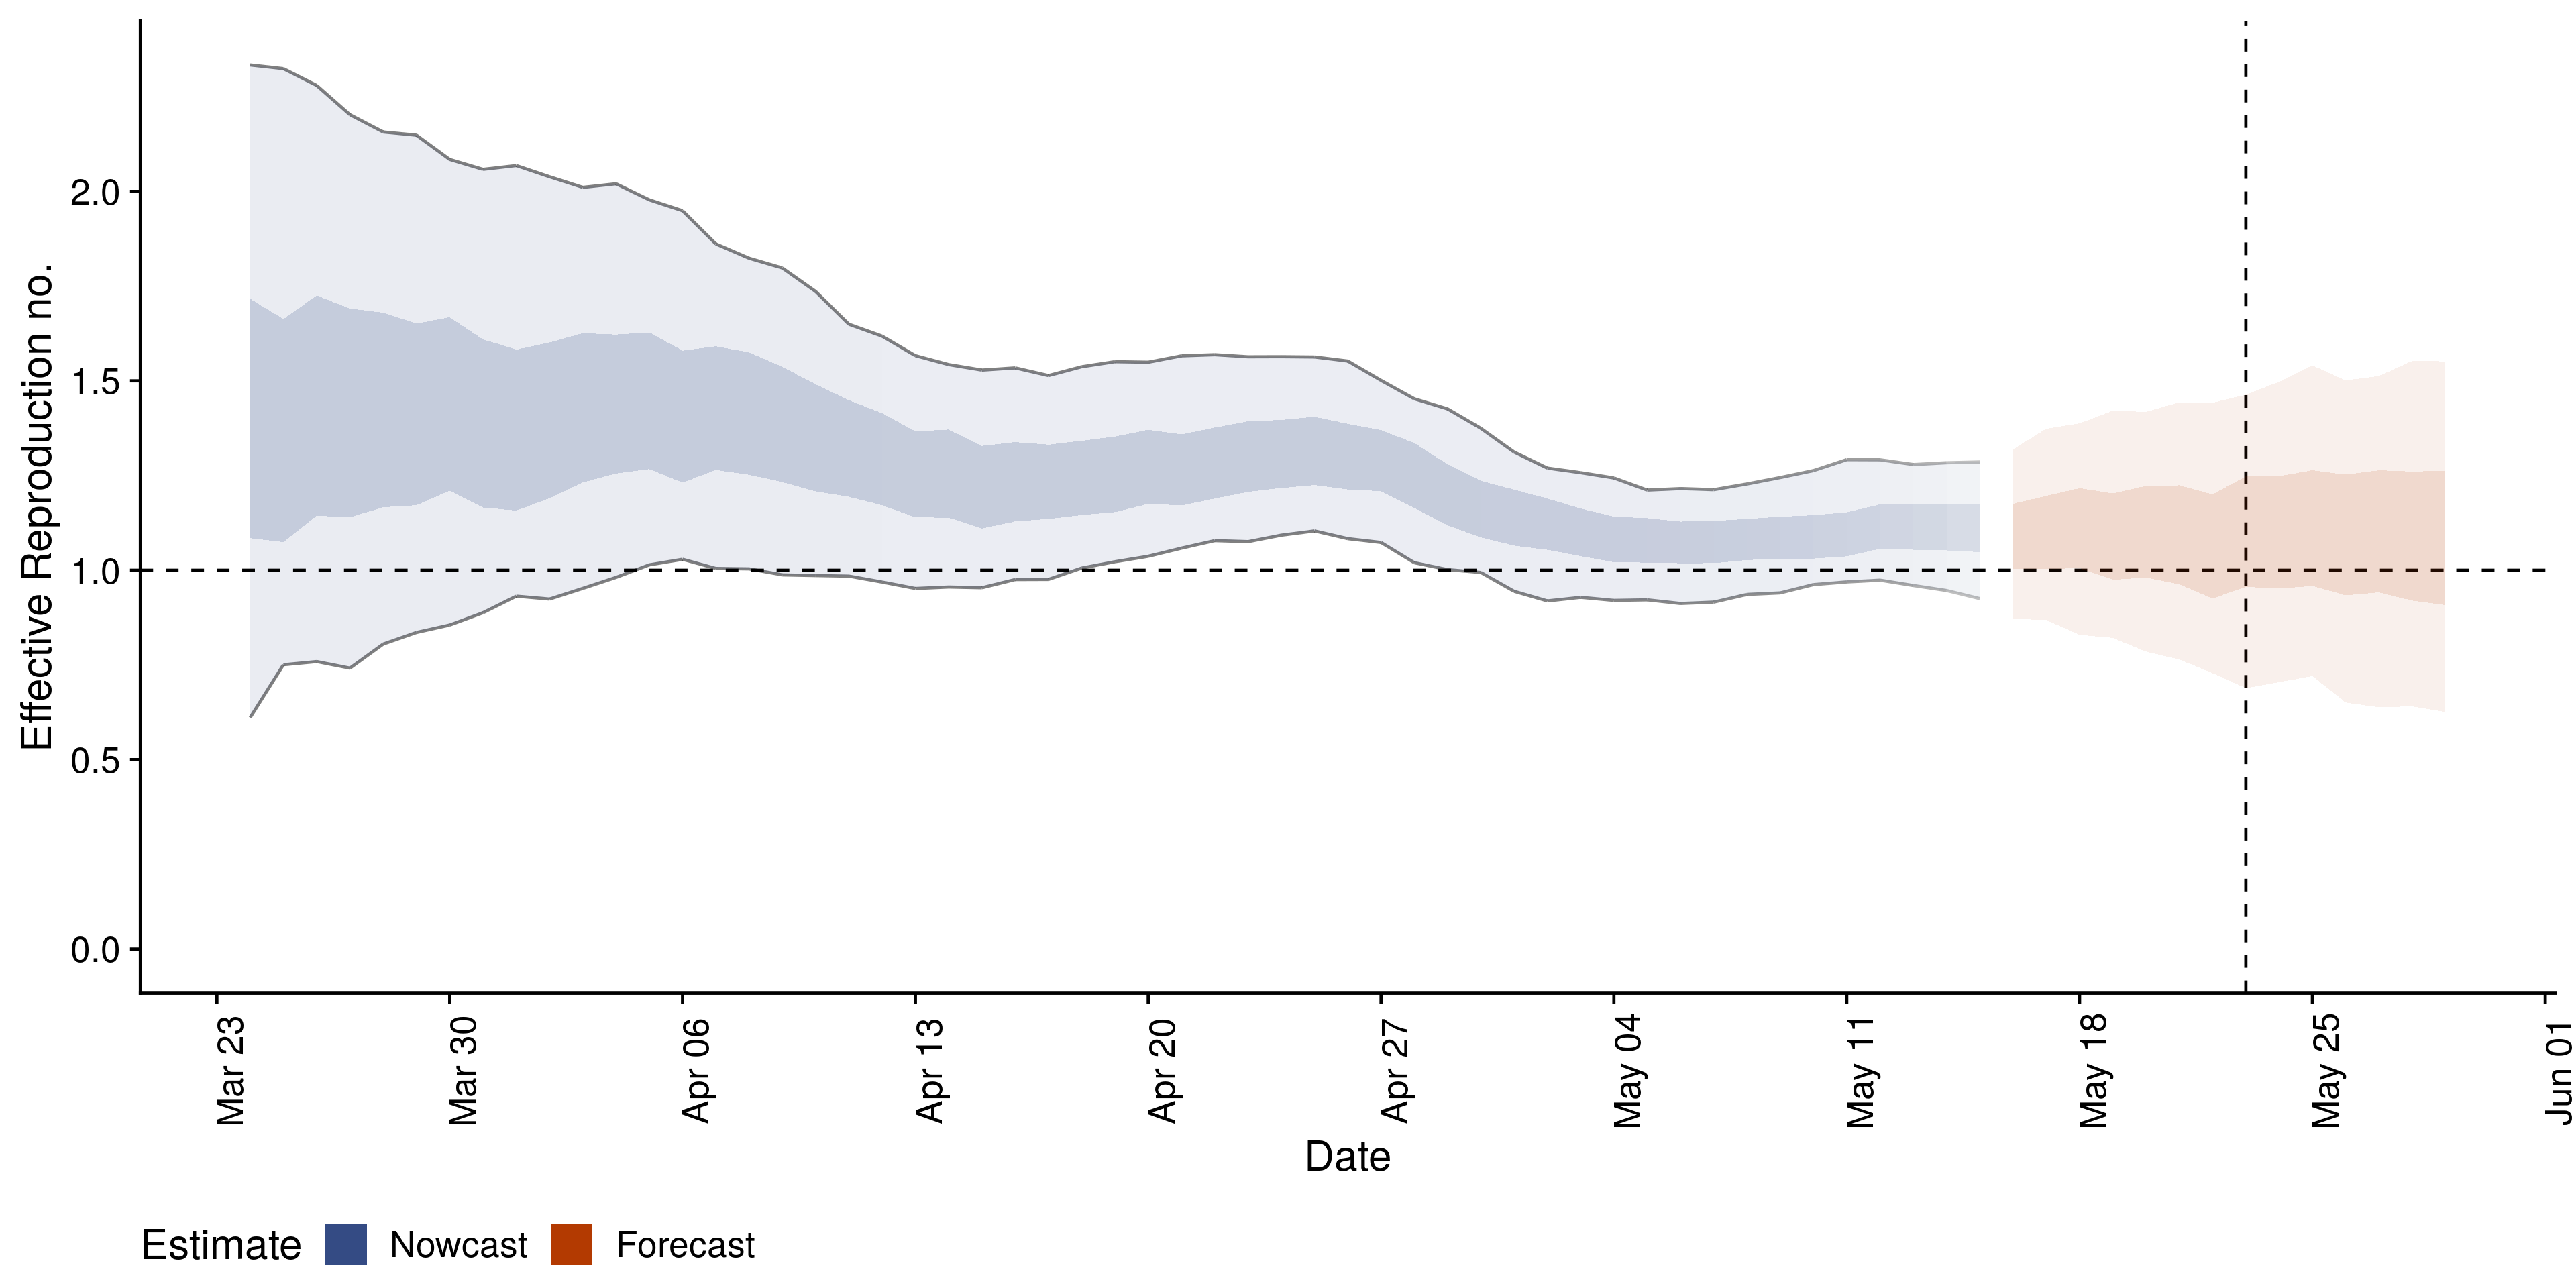 Effective Reproduction no.
2.0
1.5
1.0
0.5
0.0
Mar 23
Mar 30
Apr 06
Apr 13
Apr 20
Apr 27
May 04
May 11
May 18
May 25
Jun 01
Date
Estimate Nowcast Forecast